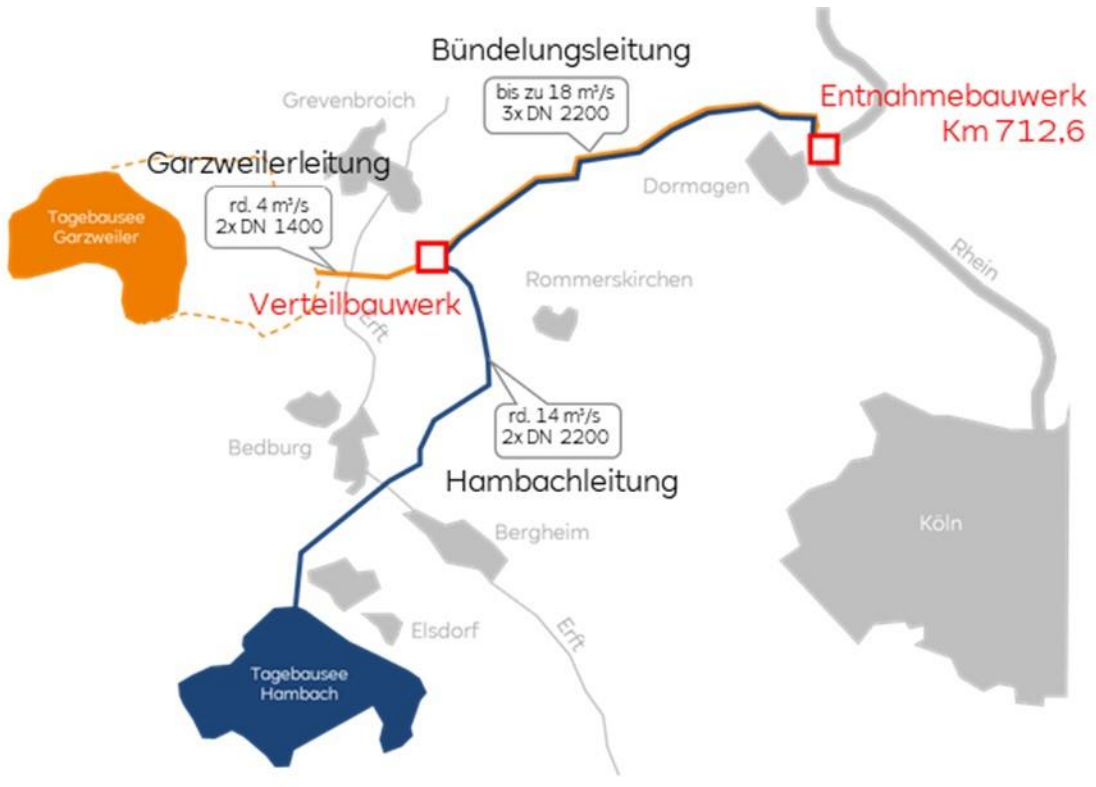 Bündelungsleitung
bis zu 18 m³/s
3x DN 2200
Entnahmebauwerk
Km 712,6
Grevenbroich
Garzweilerleitung
rd. 4 m³/s
2x DN 1400
Dormagen
Tagebausee
Garzweiler
Rhein
Rommerskirchen
Verteilbauwerk
Erft
rd. 14 m³/s
2x DN 2200
Bedburg
Hambachleitung
Köln
Bergheim
Elsdorf
Erft
Tagebausee
Hambach